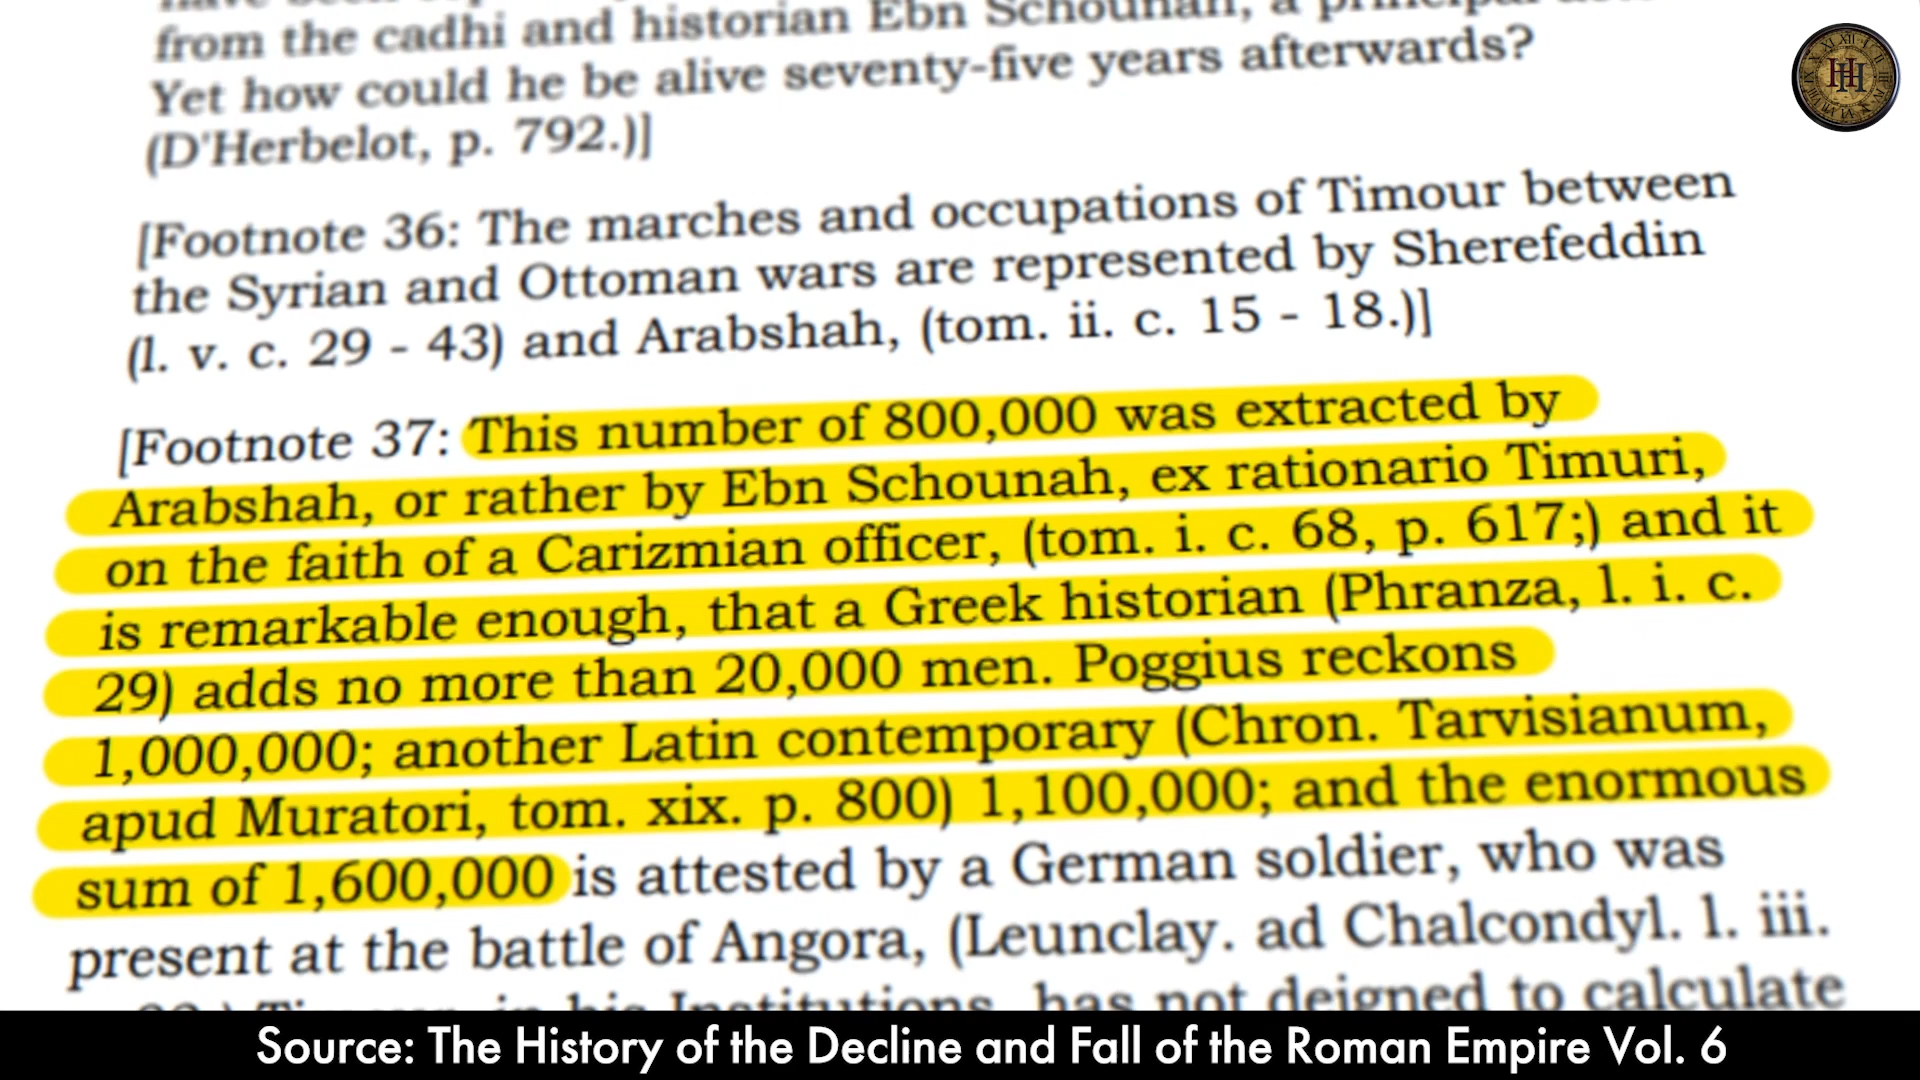 from the cadhi and historian Ebn Schounah, a principal
Yet how could he be alive seventy-five years afterwards?
(D'Herbelot, p. 792.)]
[Footnote 36: The marches and occupations of Timour between
the Syrian and Ottoman wars are represented by Sherefeddin
(l. v. c. 29 - 43) and Arabshah, (tom. ii. c. 15 - 18.)]
[Footnote 37: This number of 800,000 was extracted by
Arabshah, or rather by Ebn Schounah, ex rationario Timuri,
on the faith of a Carizmian officer, (tom. i. c. 68, p. 617;) and it
is remarkable enough, that a Greek historian (Phranza, l. i. c.
29) adds no more than 20,000 men. Poggius reckons
1,000,000; another Latin contemporary (Chron. Tarvisianum,
apud Muratori, tom. xix. p. 800) 1,100,000; and the enormous
sum of 1,600,000 is attested by a German soldier, who was
present at the battle of Angora, (Leunclay. ad Chalcondyl. l. iii.
in his Institutions, has not deigned to calculate
Source: The History of the Decline and Fall of the Roman Empire Vol. 6